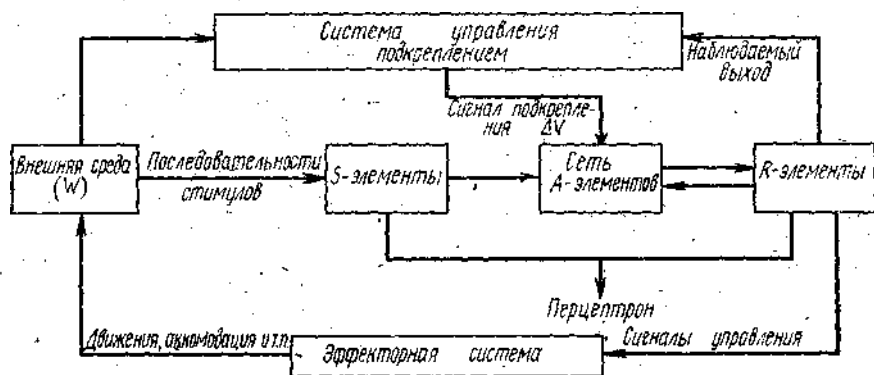 Система управления
подкреплением
Наблюдаемый
выход
Сигнал подкрепле-
ния ΔV
Внешняя среда
(W)
Последовательности
стимулов
S-элементы
Сеть
А-элементов
R-элементы
Перцептрон
Движения, аккомодация и т.п.
Эффекторная система
Сигналы управления